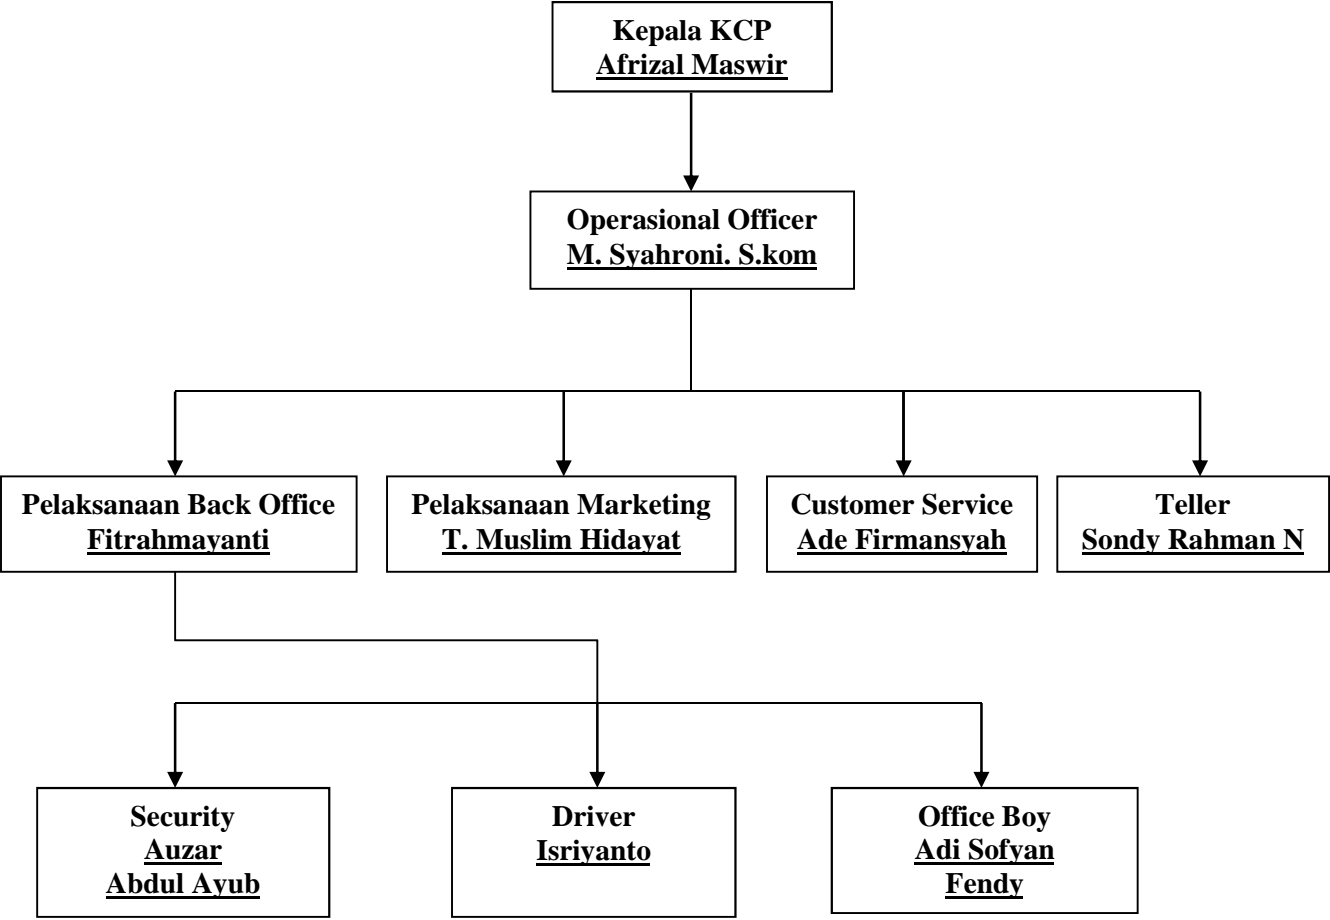 Kepala KCP
Afrizal Maswir
Operasional Officer
M. Syahroni. S.kom
Pelaksanaan Back Office
Fitrahmayanti
Pelaksanaan Marketing
T. Muslim Hidayat
Customer Service
Ade Firmansyah
Teller
Sondy Rahman N
Security
Auzar
Abdul Ayub
Driver
Isriyanto
Office Boy
Adi Sofyan
Fendy